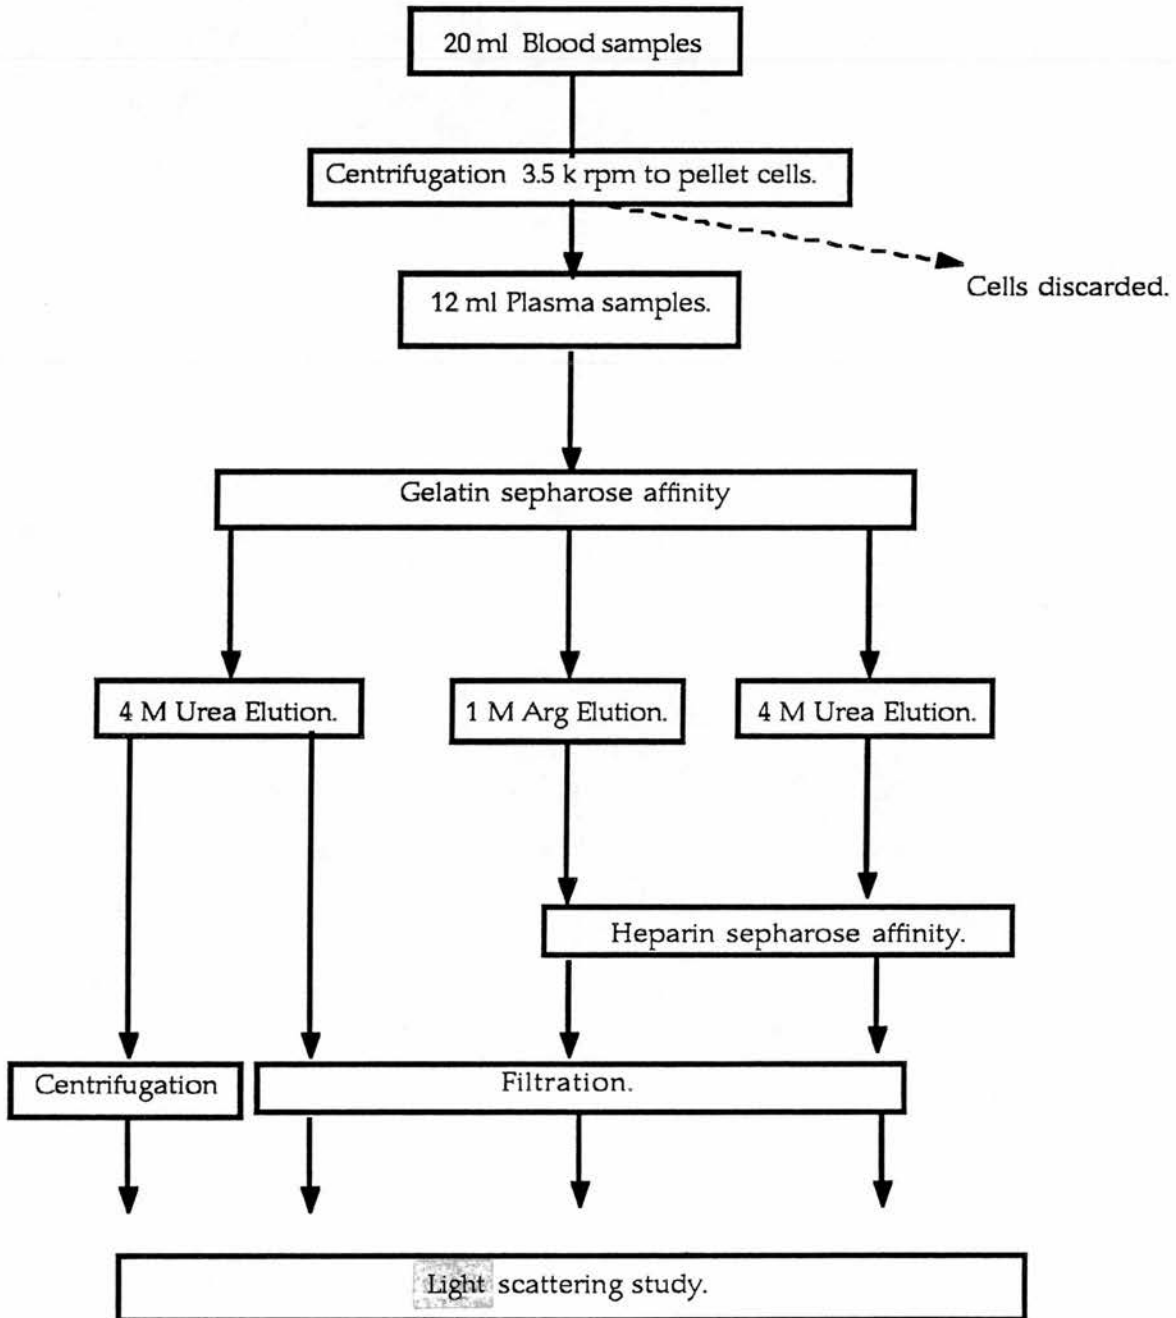 20 ml Blood samples
Centrifugation 3.5 k rpm to pellet cells.
Cells discarded.
12 ml Plasma samples.
Gelatin sepharose affinity
4 M Urea Elution.
1 M Arg Elution.
4 M Urea Elution.
Heparin sepharose affinity.
Centrifugation
Filtration.
Light scattering study.